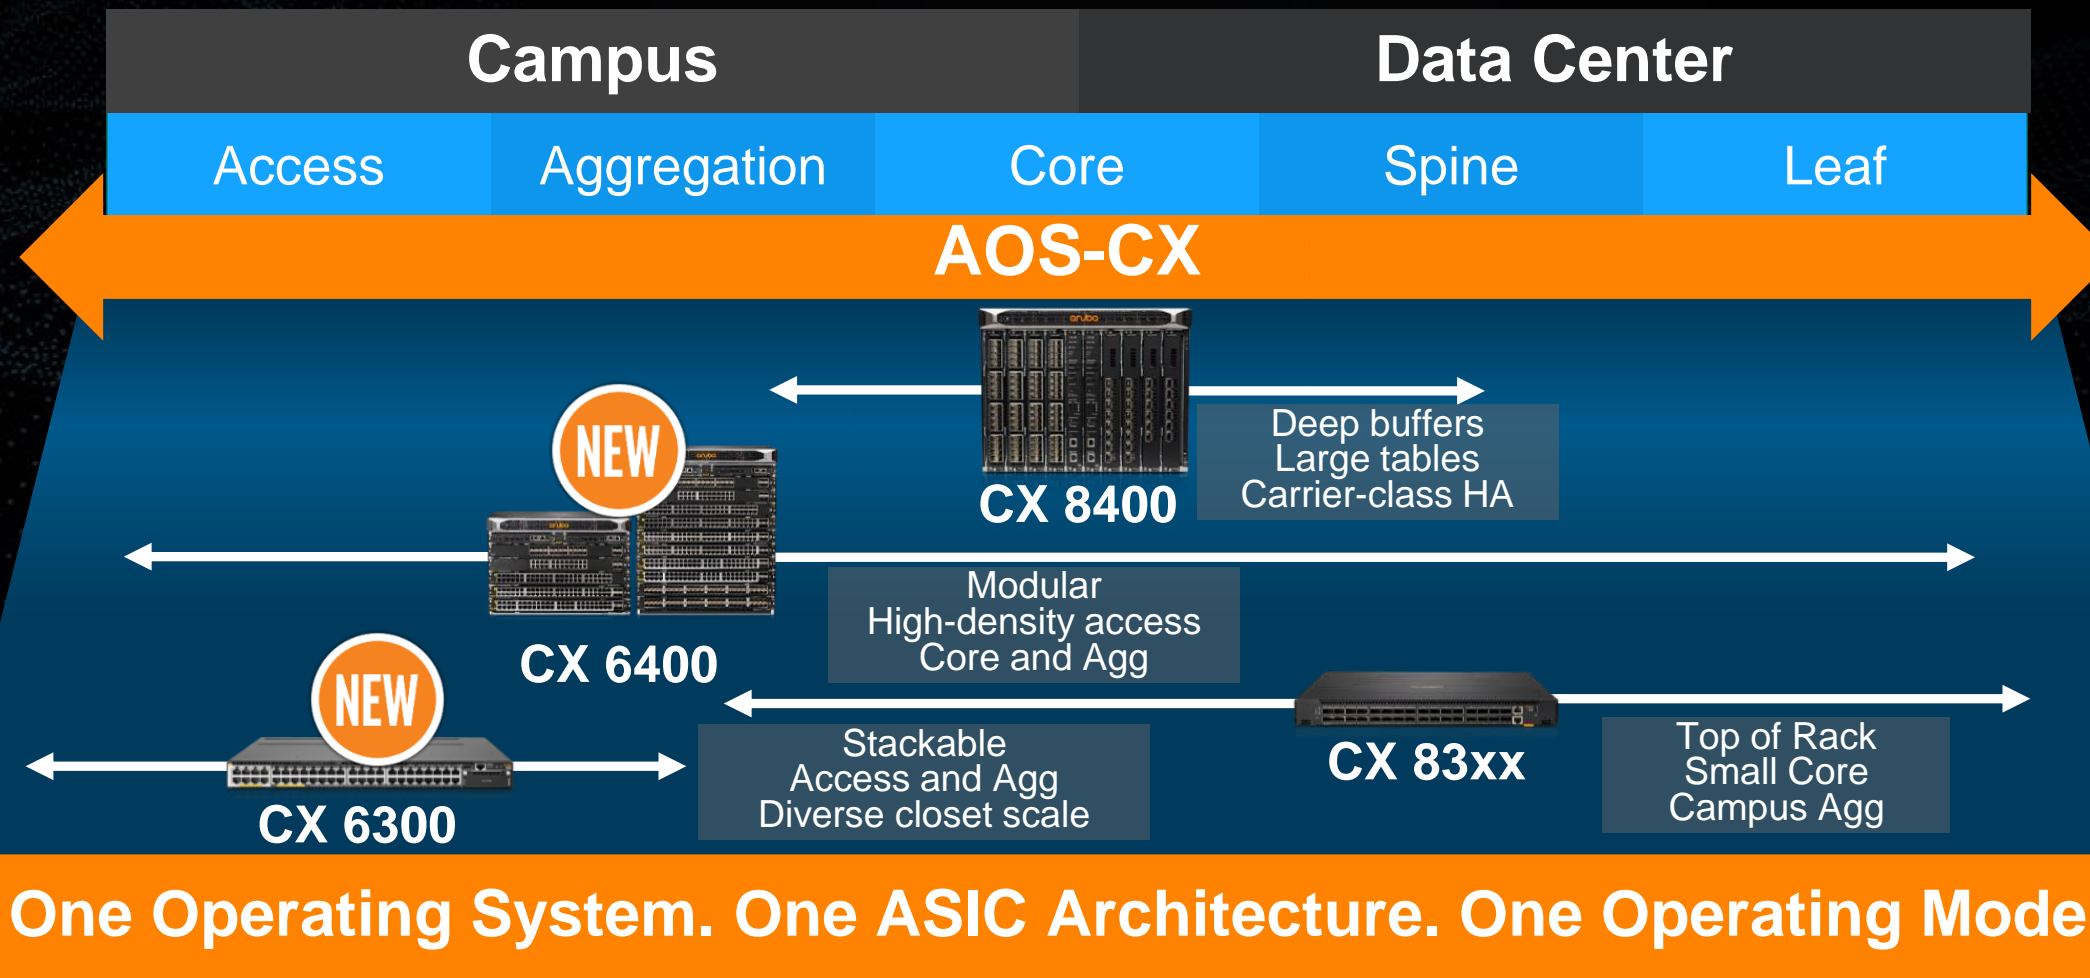 Campus
Data Center
Access
Aggregation
Core
Spine
Leaf
AOS-CX
aruba
CX 8400
Deep buffers
Large tables
Carrier-class HA
NEW
aruba
aruba
CX 6400
Modular
High-density access
Core and Agg
NEW
CX 6300
Stackable
Access and Agg
Diverse closet scale
CX 83xx
Top of Rack
Small Core
Campus Agg
One Operating System. One ASIC Architecture. One Operating Mode